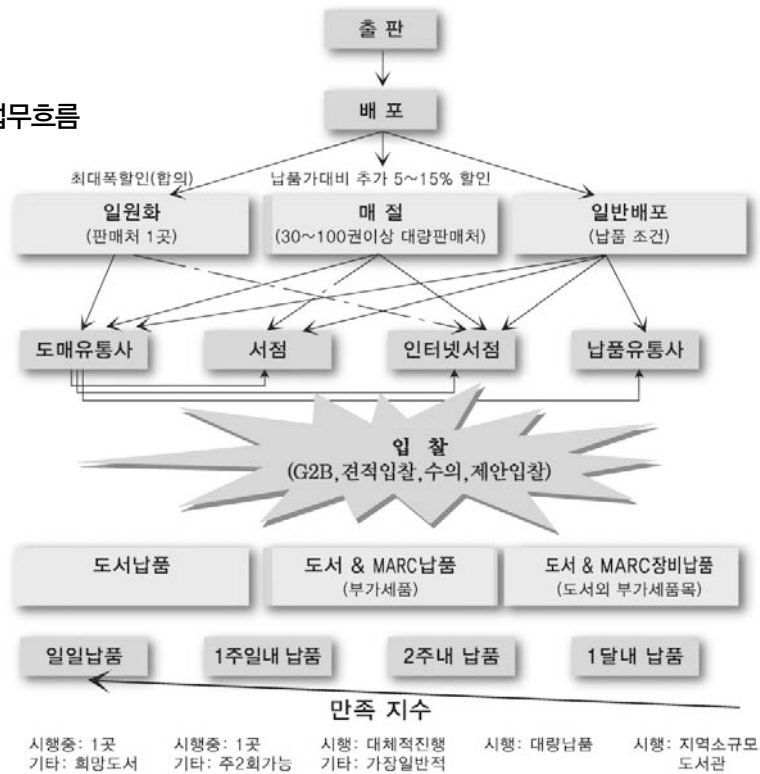 출 판
업무흐름
배 포
최대폭할인(합의) 납품가대비 추가 5~15% 할인
일원화 매 절 일반배포
(판매처 1곳) (30~100권이상 대량판매처) (납품 조건)
도매유통사 서점 인터넷서점 납품유통사
입 찰
(G2B,견적입찰,수의,제안입찰)
도서납품 도서 & MARC납품 도서 & MARC장비납품
(부가세품) (도서외 부가세품목)
일일납품 1주일내 납품 2주내 납품 1달내 납품
만족 지수
시행중: 1곳 시행중: 1곳 시행: 대체적진행 시행: 대량납품 시행: 지역소규모
기타: 희망도서 기타: 주2회가능 기타: 가장일반적 도서관